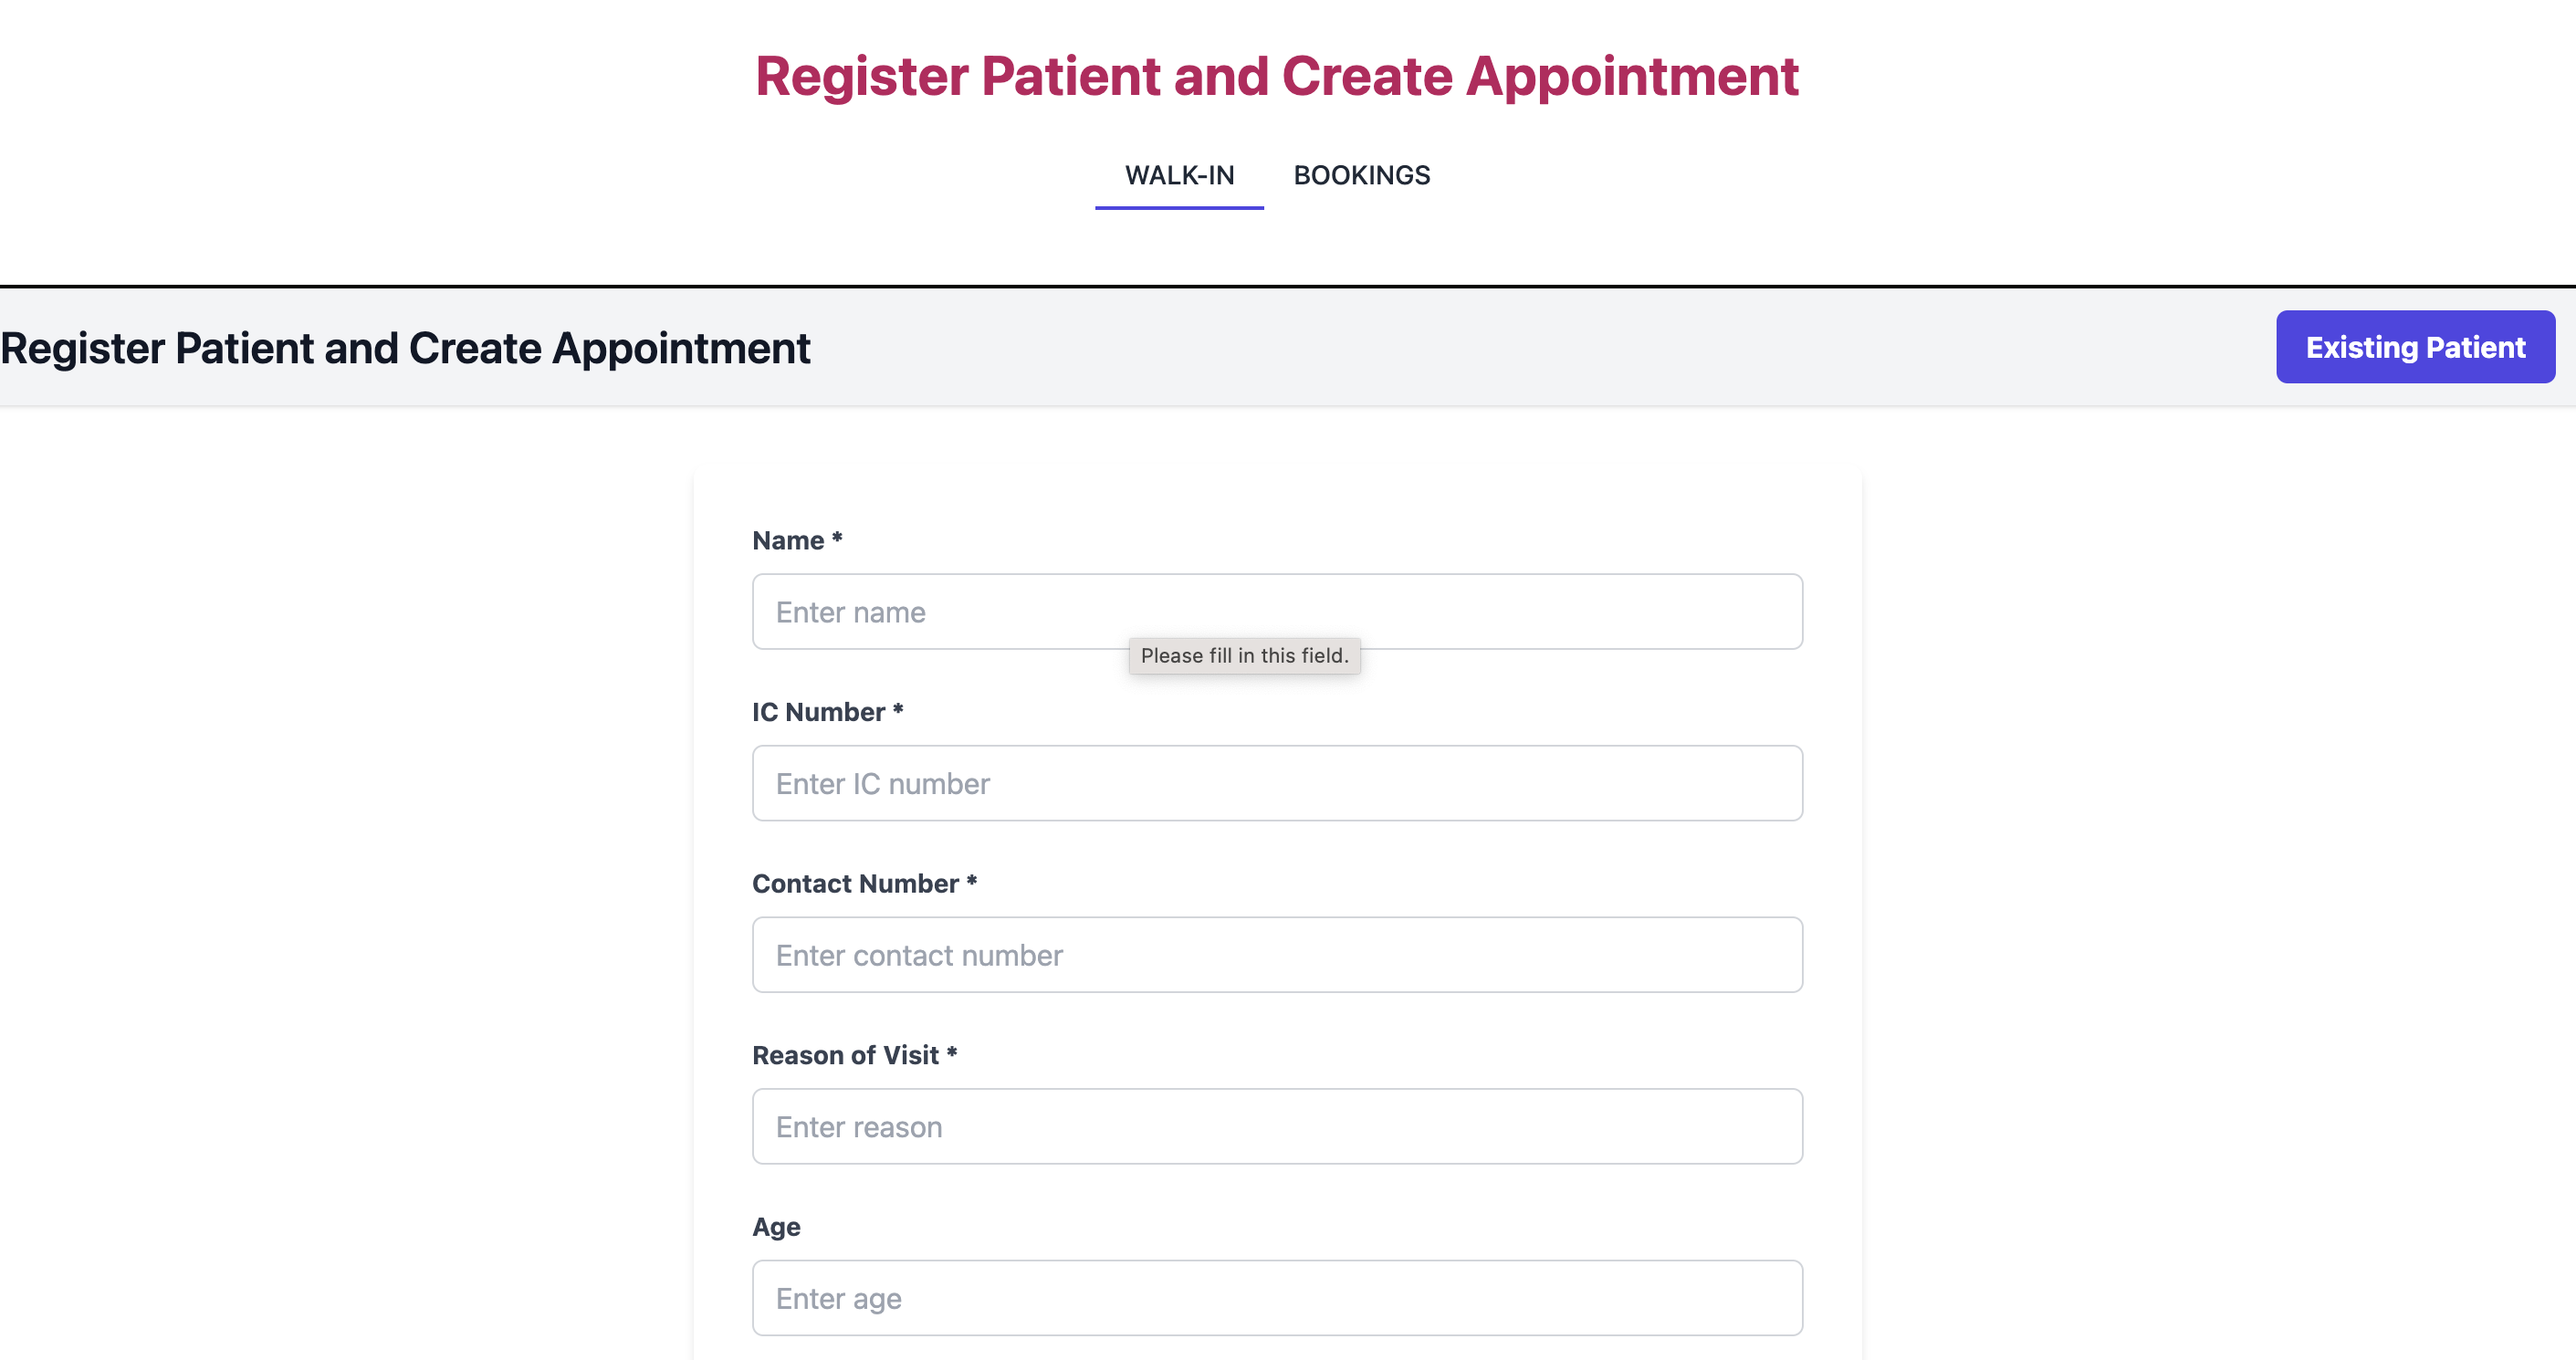 Register Patient and Create Appointment
WALK-IN BOOKINGS
Register Patient and Create Appointment
Existing Patient
Name *
Enter name
Please fill in this field.
IC Number *
Enter IC number
Contact Number *
Enter contact number
Reason of Visit *
Enter reason
Age
Enter age